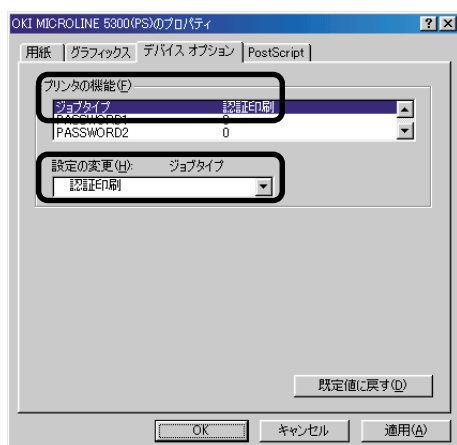 OKI MICROLINE 5300(PS)のプロパティ
用紙 グラフィックス デバイス オプション PostScript
プリンタの機能(F)
ジョブタイプ 認証印刷
PASSWORD1 0
PASSWORD2 0
設定の変更(H): ジョブタイプ
認証印刷
既定値に戻す(D)
OK キャンセル 適用(A)